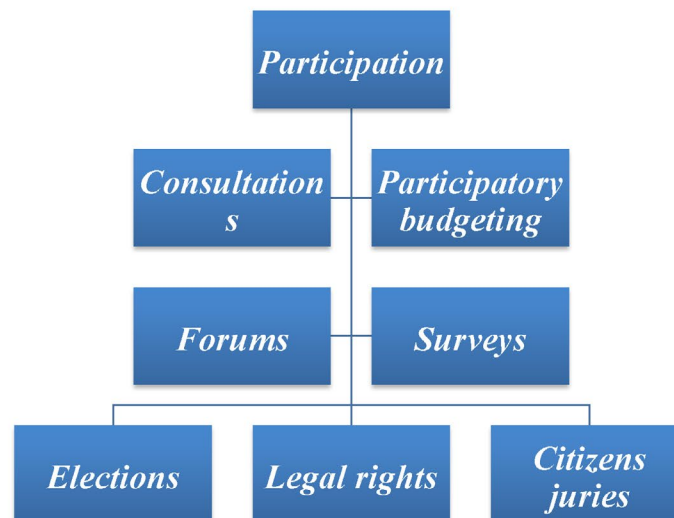 Participation
Consultation
s
Participatory
budgeting
Forums
Surveys
Elections
Legal rights
Citizens
juries